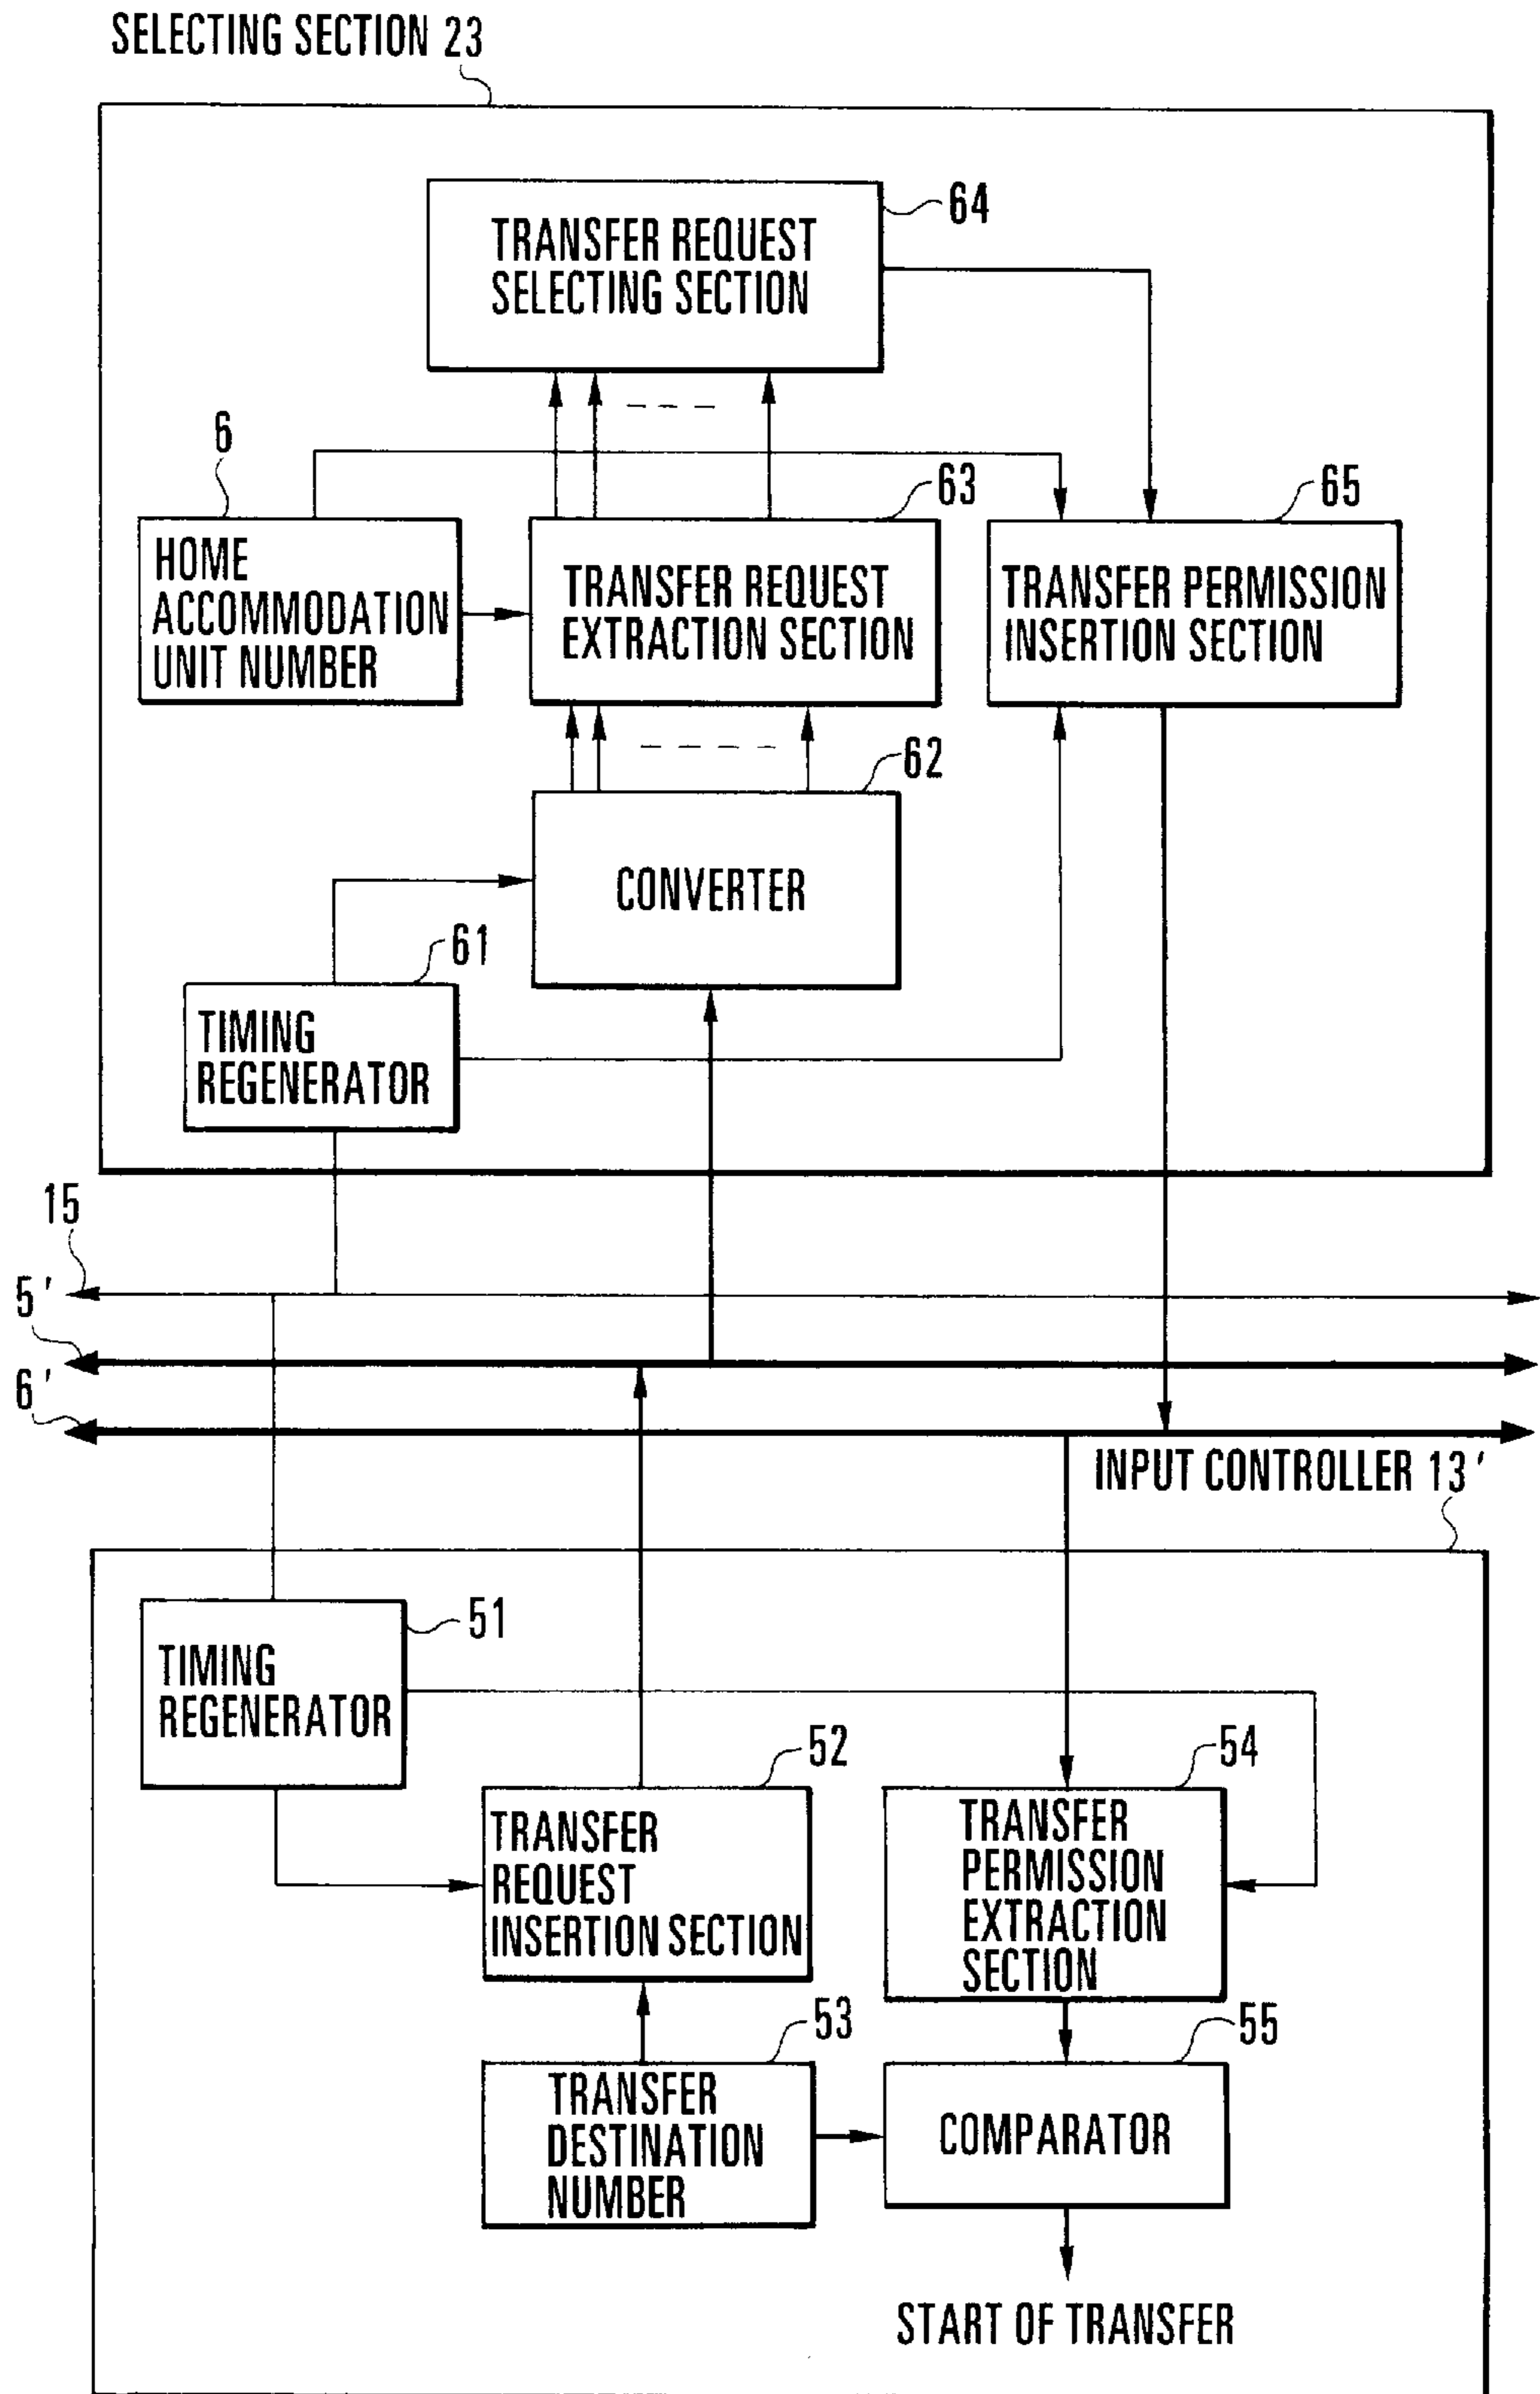 SELECTING SECTION 23
64
TRANSFER REQUEST
SELECTING SECTION
6
63
65
HOME
ACCOMMODATION
UNIT NUMBER
TRANSFER REQUEST
EXTRACTION SECTION
TRANSFER PERMISSION
INSERTION SECTION
62
CONVERTER
61
TIMING
REGENERATOR
15
5'
6'
INPUT CONTROLLER 13'
51
TIMING
REGENERATOR
52
54
TRANSFER
REQUEST
INSERTION SECTION
TRANSFER
PERMISSION
EXTRACTION
SECTION
53
55
TRANSFER
DESTINATION
NUMBER
COMPARATOR
START OF TRANSFER